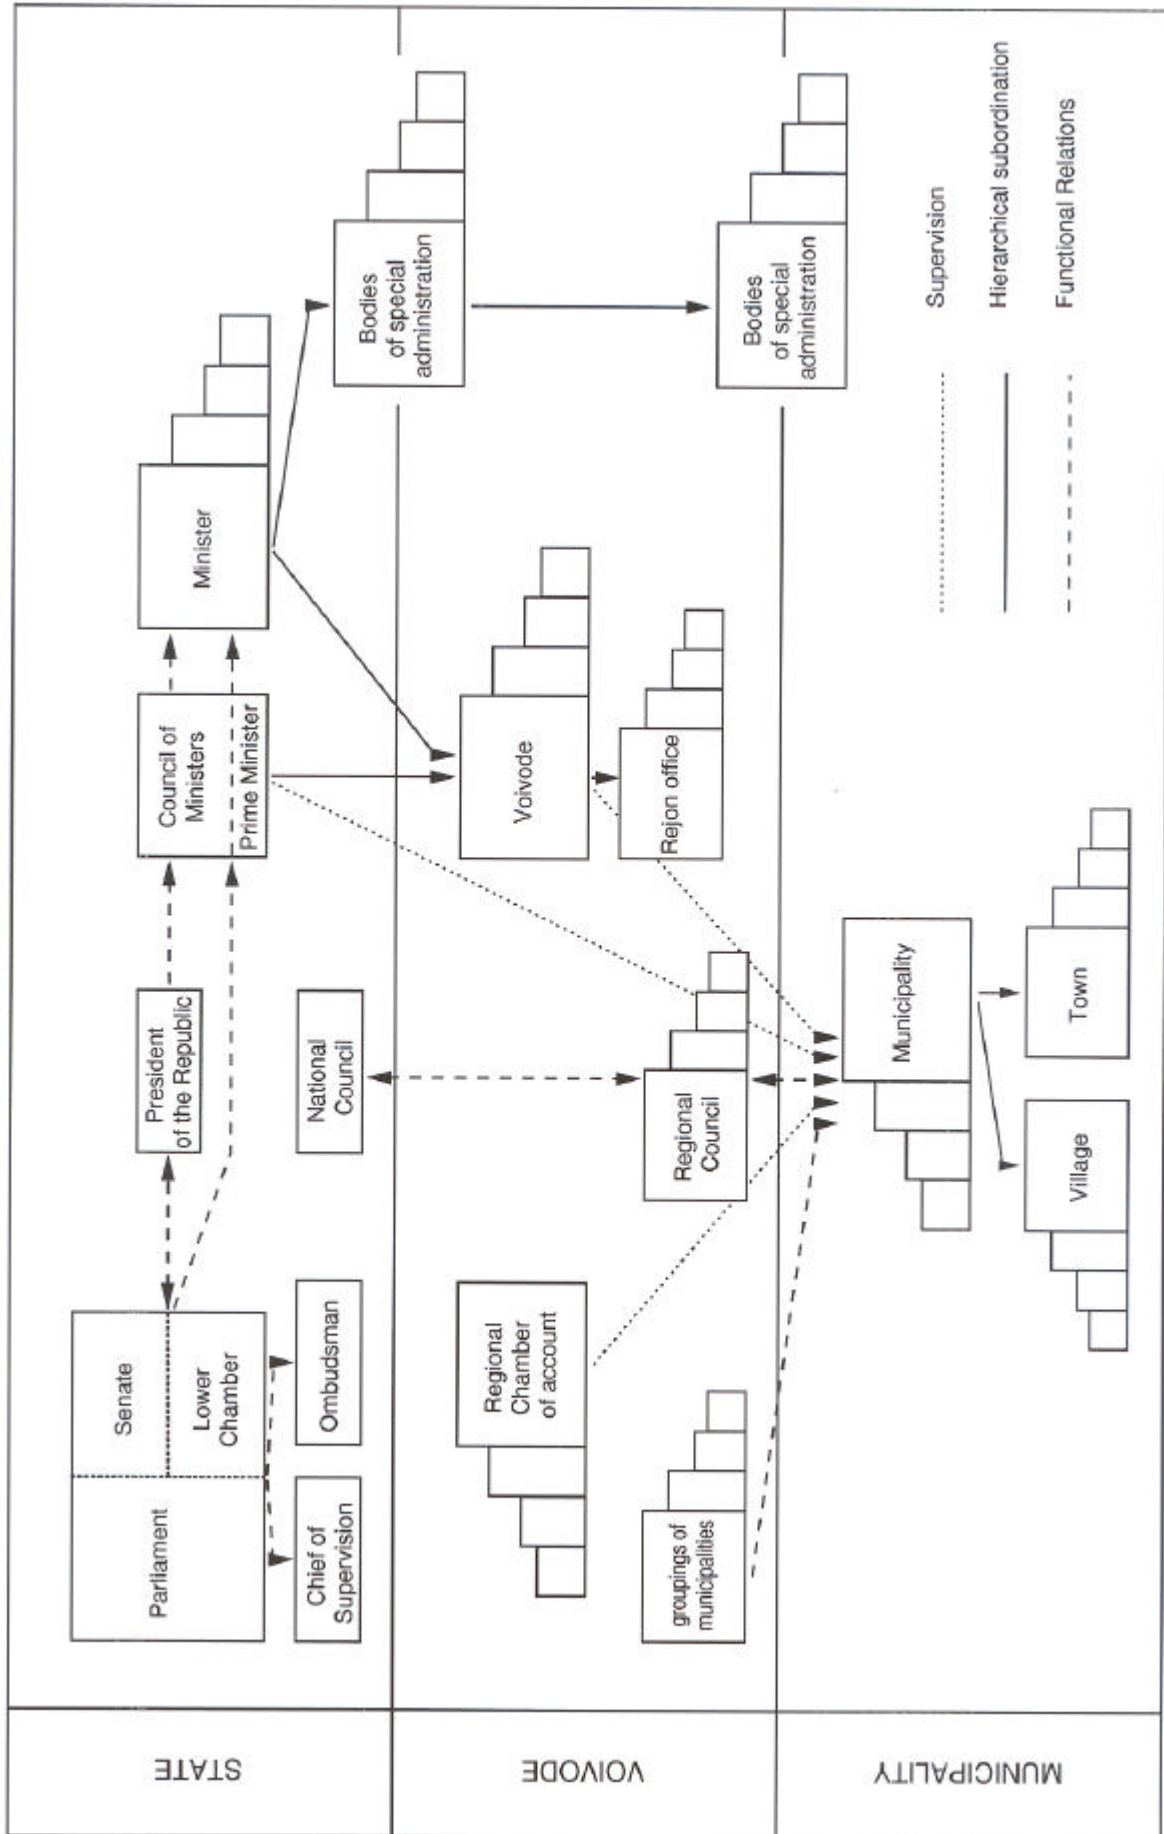 STATE
Parliament
Senate
Lower
Chamber
President
of the Republic
Council of
Ministers
Prime Minister
Minister
Chief of
Supervision
Ombudsman
National
Council
Bodies
of special
administration
VOIVODE
Regional
Chamber
of account
Voivode
groupings of
municipalities
Regional
Council
Rejon office
Bodies
of special
administration
MUNICIPALITY
Municipality
Village
Town
Supervision
Hierarchical subordination
Functional Relations